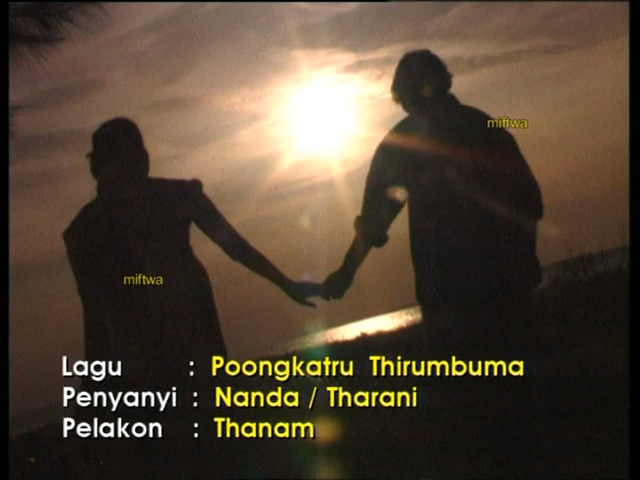 miftwa
miftwa
Lagu : Poongkatru Thirumbuma
Penyanyi : Nanda / Tharani
Pelakon : Thanam